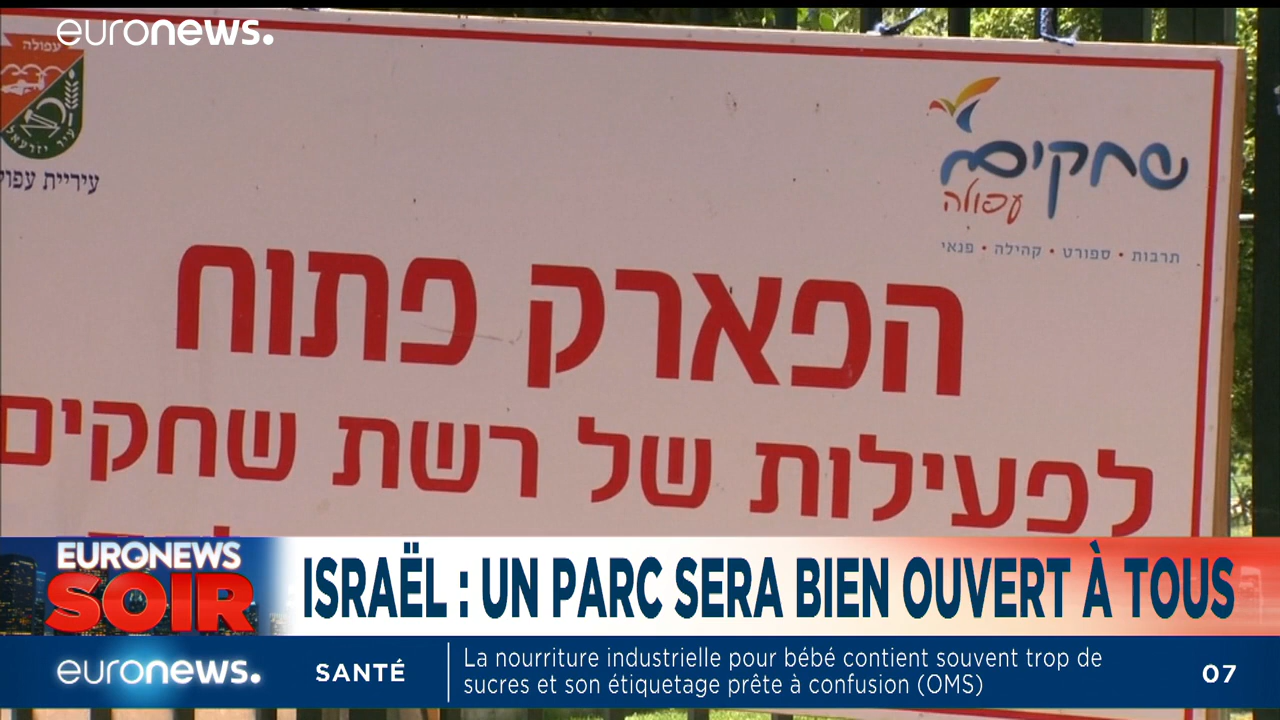 euronews.
עפולה
עיר יזרעאל
עיריית
שחקים
עפולה
תרבות • ספורט • קהילה • פנאי
הפארק פתוח
לפעילות של רשת שחקים
EURONEWS
SOIR
ISRAËL : UN PARC SERA BIEN OUVERT À TOUS
euronews.
SANTÉ
La nourriture industrielle pour bébé contient souvent trop de
sucres et son étiquetage prête à confusion (OMS)
07